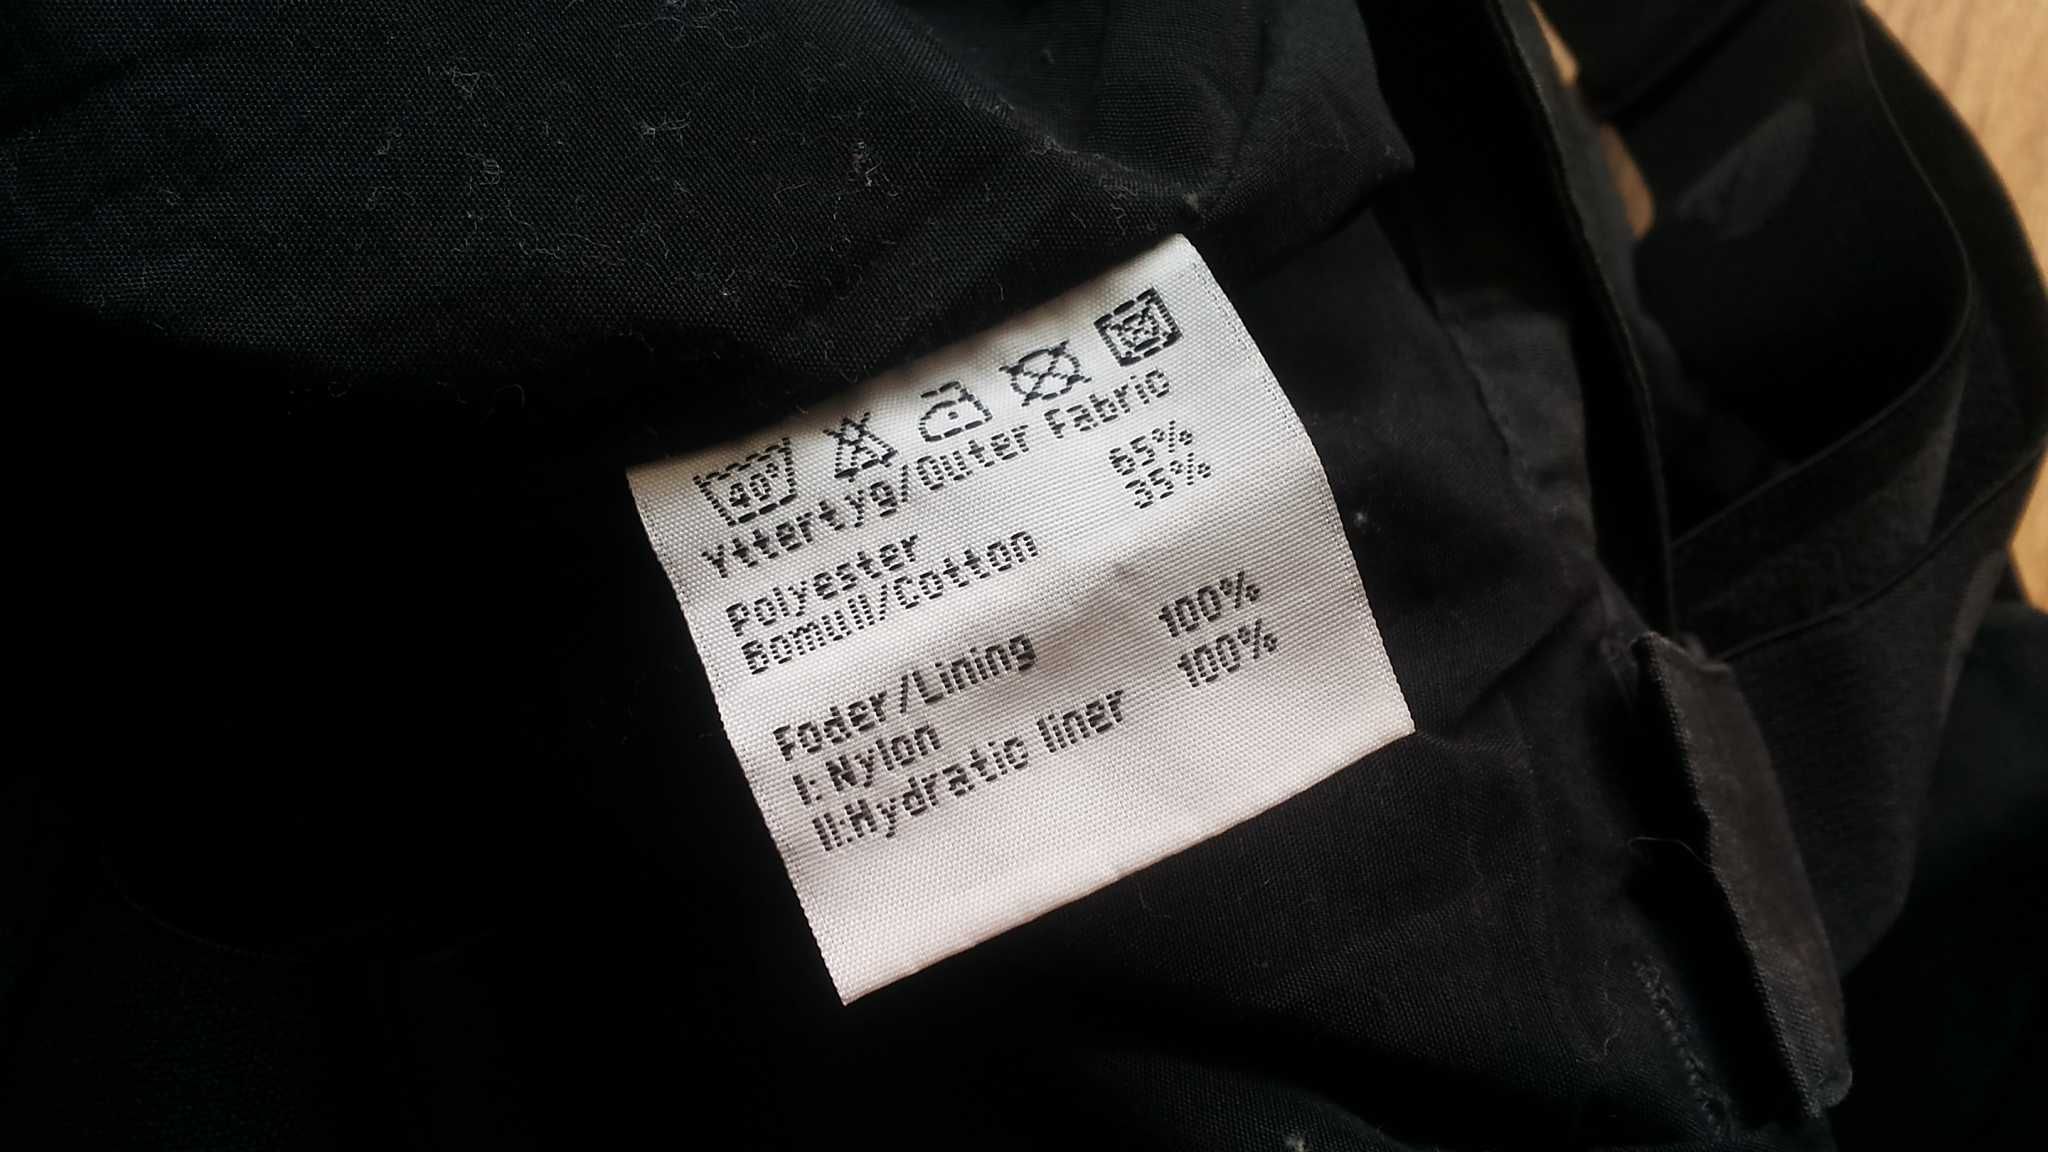 40°
Yttertyg/Outer Fabric
Polyester 65%
Bomull/Cotton 35%
Foder/Lining
I: Nylon 100%
II:Hydratic liner 100%